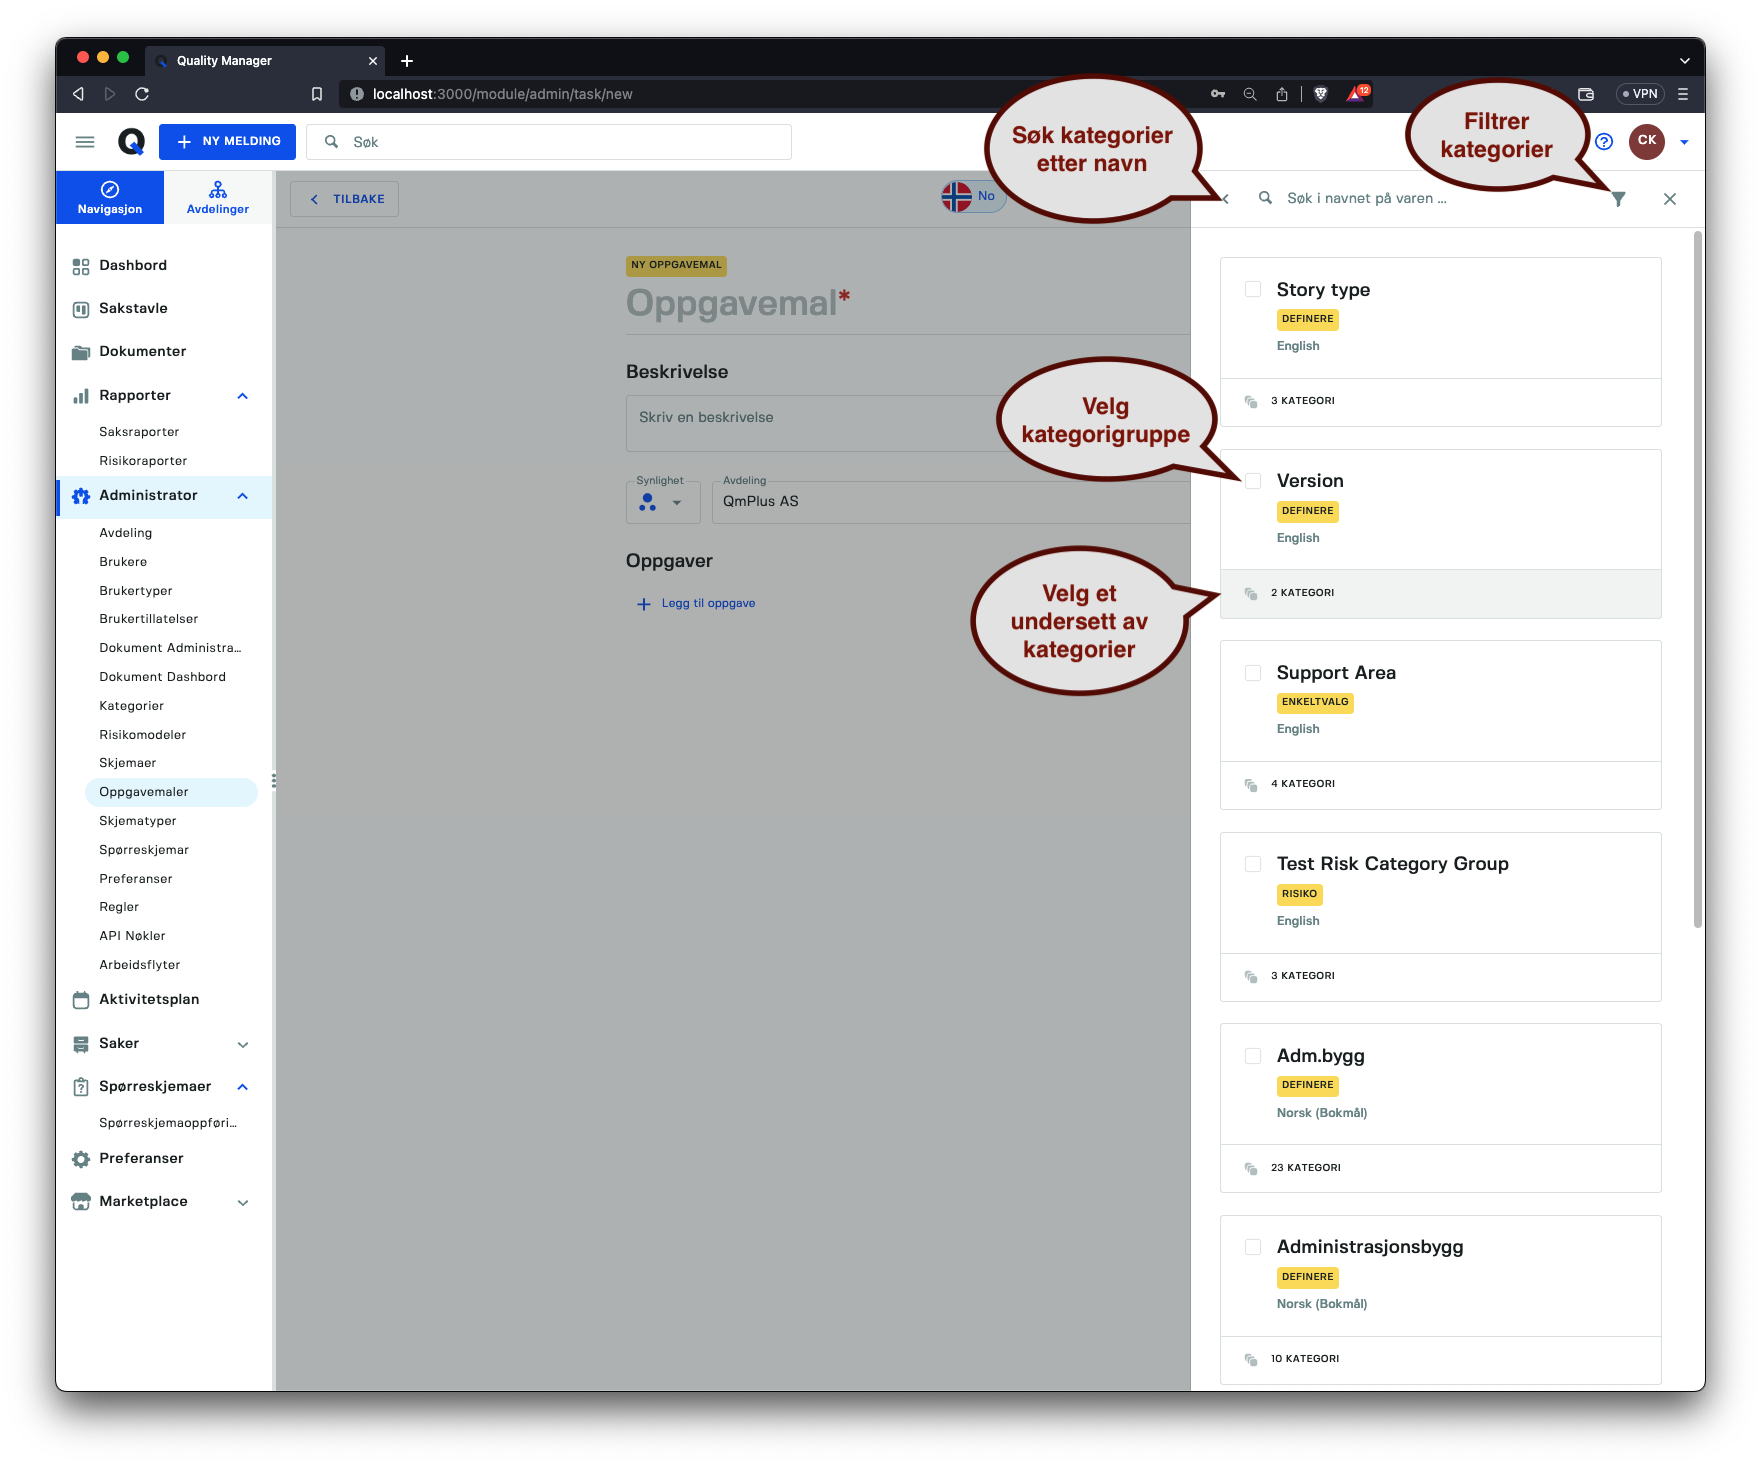 Quality Manager
localhost:3000/module/admin/task/new
12
VPN
NY MELDING
Søk
CK
Søk kategorier
etter navn
Filtrer
kategorier
Navigasjon
Avdelinger
TILBAKE
No
Søk i navnet på varen ...
Dashbord
Sakstavle
Dokumenter
Rapporter
Saksraporter
Risikoraporter
Administrator
Avdeling
Brukere
Brukertyper
Brukertillatelser
Dokument Administra...
Dokument Dashbord
Kategorier
Risikomodeler
Skjemaer
Oppgavemaler
Skjematyper
Spørreskjemar
Preferanser
Regler
API Nøkler
Arbeidsflyter
Aktivitetsplan
Saker
Spørreskjemaer
Spørreskjemaoppføri...
Preferanser
Marketplace
NY OPPGAVEMAL
Oppgavemal*
Beskrivelse
Skriv en beskrivelse
Synlighet
Avdeling
QmPlus AS
Oppgaver
Legg til oppgave
Velg
kategorigruppe
Velg et
undersett av
kategorier
Story type
DEFINERE
English
3 KATEGORI
Version
DEFINERE
English
2 KATEGORI
Support Area
ENKELTVALG
English
4 KATEGORI
Test Risk Category Group
RISIKO
English
3 KATEGORI
Adm.bygg
DEFINERE
Norsk (Bokmål)
23 KATEGORI
Administrasjonsbygg
DEFINERE
Norsk (Bokmål)
10 KATEGORI